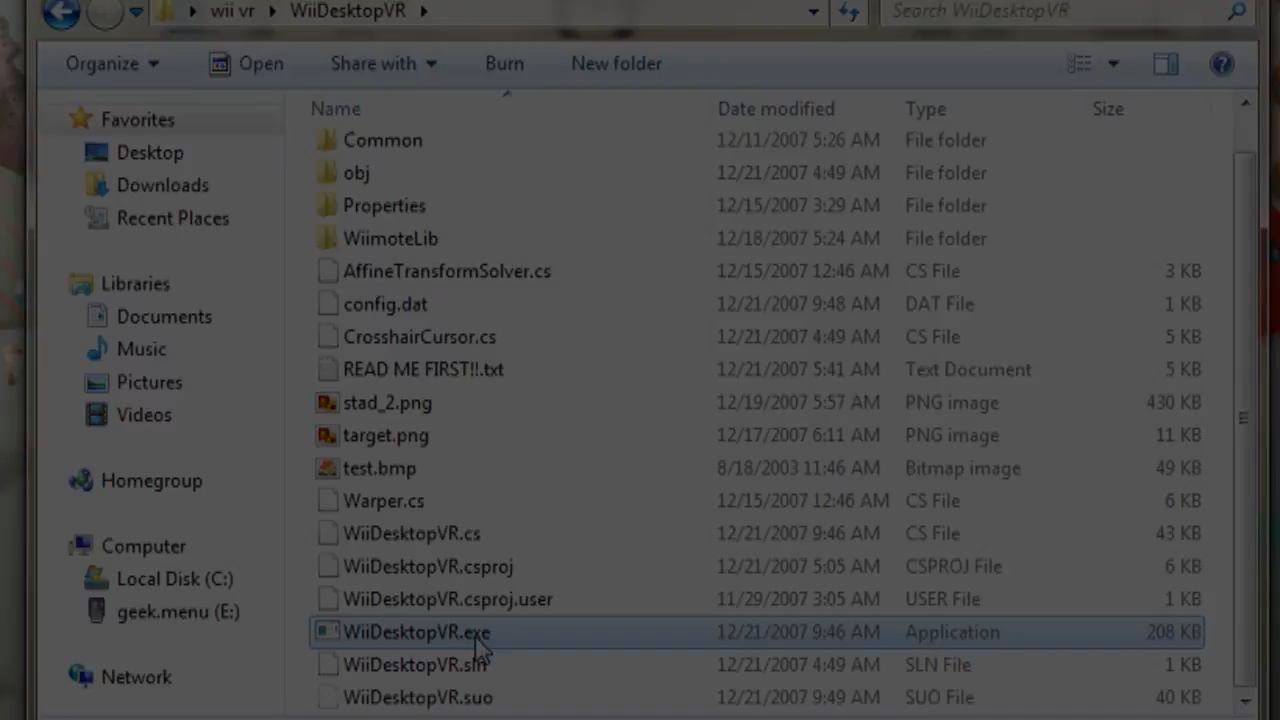 wii vr WiiDesktopVR Search WiiDesktopVR
Organize Open Share with Burn New folder
Name Date modified Type Size
Favorites
Desktop
Downloads
Recent Places
Libraries
Documents
Music
Pictures
Videos
Homegroup
Computer
Local Disk (C:)
geek.menu (E:)
Network
Common 12/11/2007 5:26 AM File folder
obj 12/21/2007 4:49 AM File folder
Properties 12/15/2007 3:29 AM File folder
WiimoteLib 12/18/2007 5:24 AM File folder
AffineTransformSolver.cs 12/15/2007 12:46 AM CS File 3 KB
config.dat 12/21/2007 9:48 AM DAT File 1 KB
CrosshairCursor.cs 12/21/2007 4:49 AM CS File 5 KB
READ ME FIRST!!.txt 12/21/2007 5:41 AM Text Document 5 KB
stad_2.png 12/19/2007 5:57 AM PNG image 430 KB
target.png 12/17/2007 6:11 AM PNG image 11 KB
test.bmp 8/18/2003 11:46 AM Bitmap image 49 KB
Warper.cs 12/15/2007 12:46 AM CS File 6 KB
WiiDesktopVR.cs 12/21/2007 9:46 AM CS File 43 KB
WiiDesktopVR.csproj 12/21/2007 5:05 AM CSPROJ File 6 KB
WiiDesktopVR.csproj.user 11/29/2007 3:05 AM USER File 1 KB
WiiDesktopVR.exe 12/21/2007 9:46 AM Application 208 KB
WiiDesktopVR.sln 12/21/2007 4:49 AM SLN File 1 KB
WiiDesktopVR.suo 12/21/2007 9:49 AM SUO File 40 KB